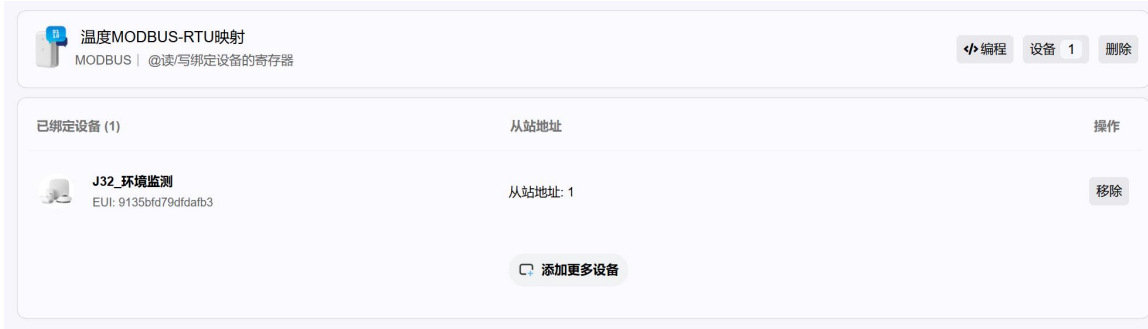 温度MODBUS-RTU映射
MODBUS | @读/写绑定设备的寄存器
</>编程 设备 1 删除
已绑定设备 (1) 从站地址 操作
J32_环境监测
EUI: 9135bfd79dfdafb3
从站地址: 1
移除
添加更多设备